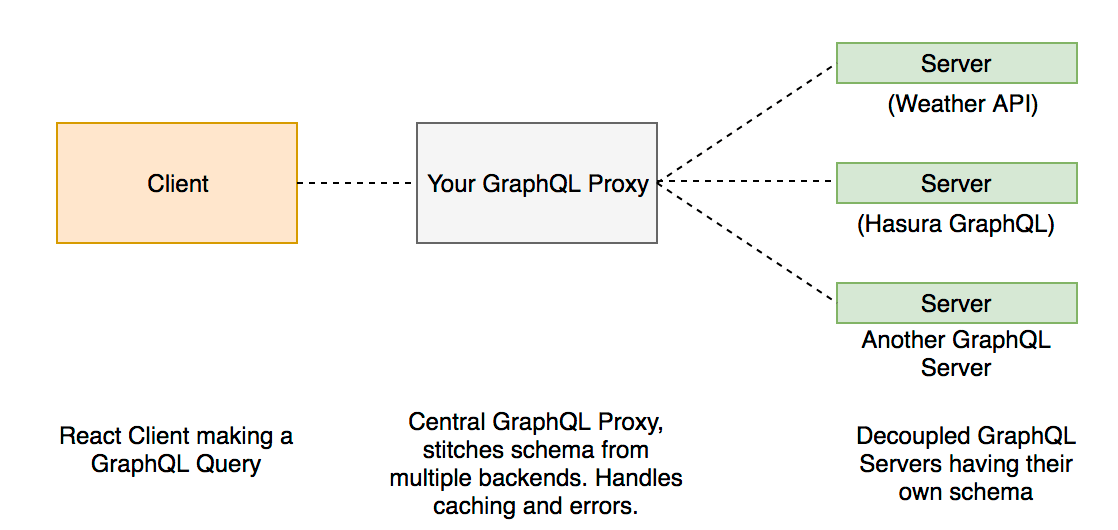 Client
Your GraphQL Proxy
Server
(Weather API)
Server
(Hasura GraphQL)
Server
Another GraphQL
Server
React Client making a
GraphQL Query
Central GraphQL Proxy,
stitches schema from
multiple backends. Handles
caching and errors.
Decoupled GraphQL
Servers having their
own schema